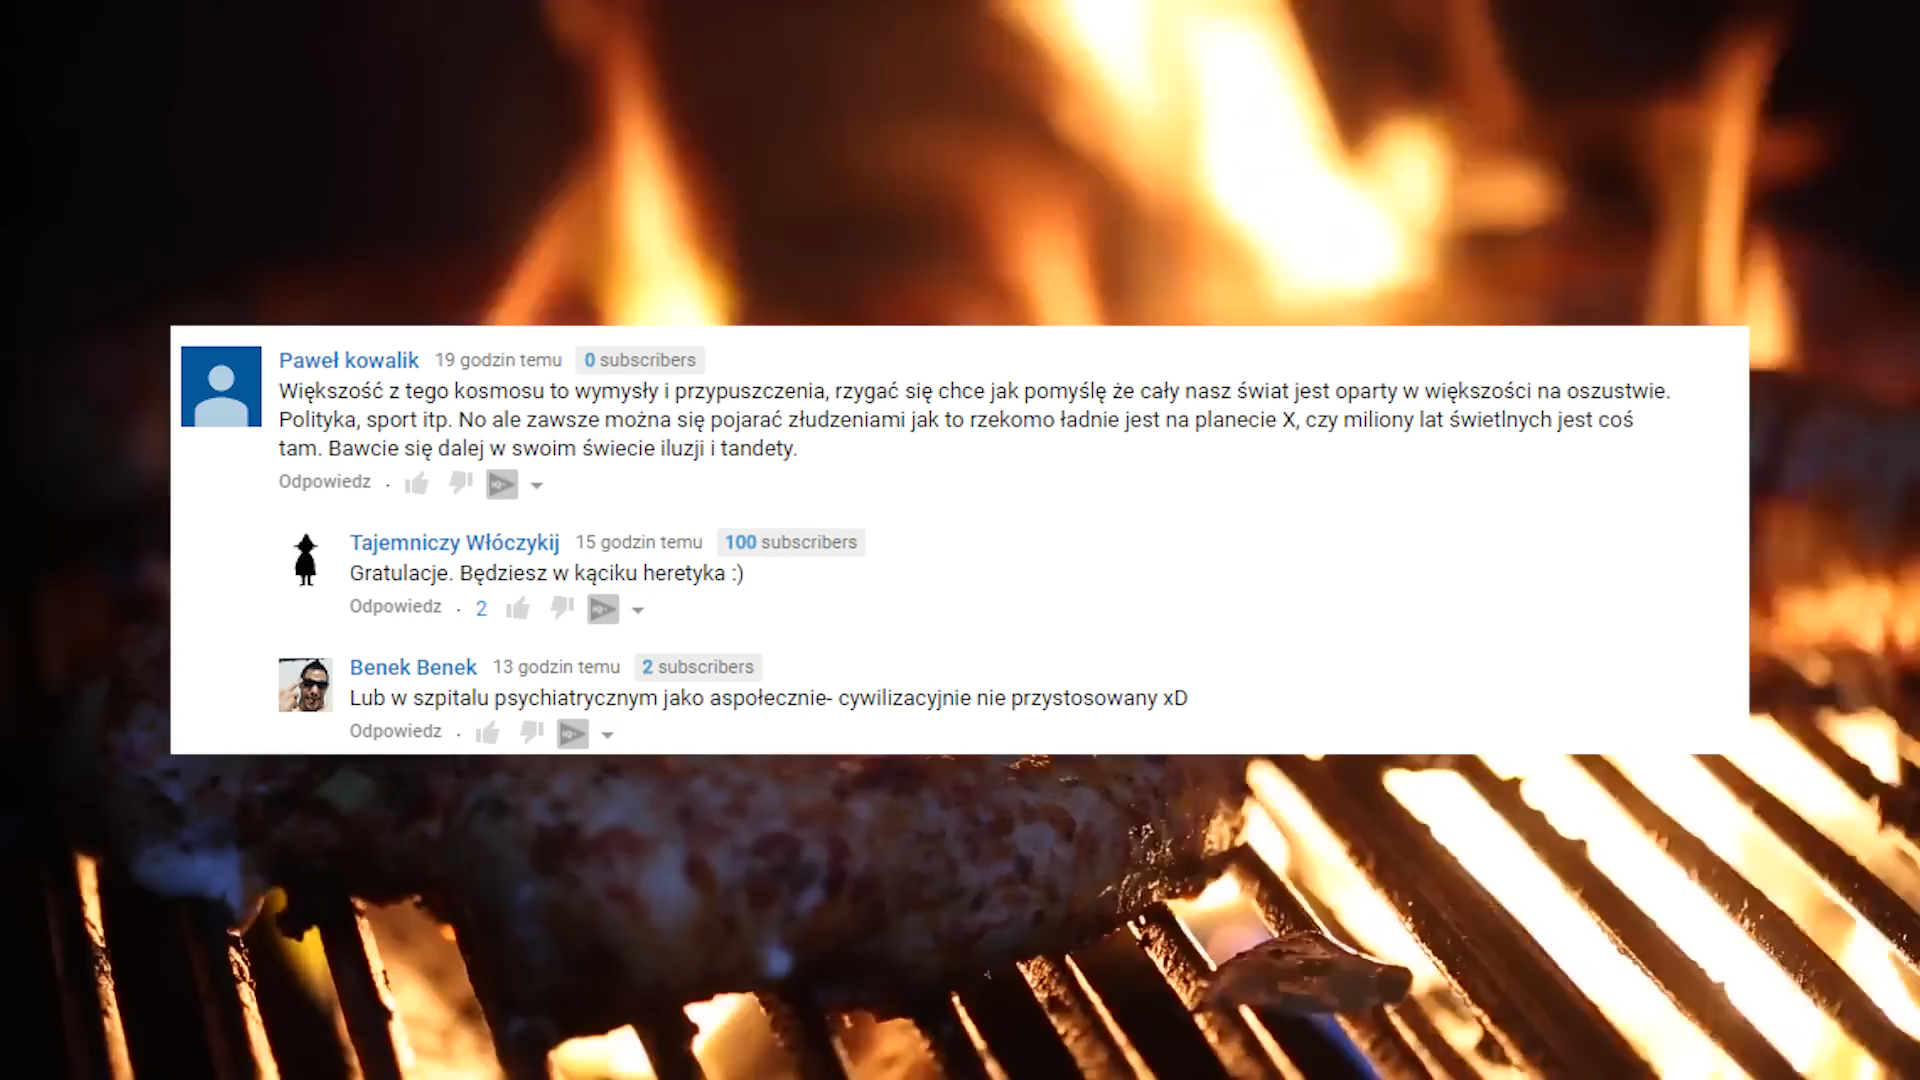 Paweł kowalik 19 godzin temu 0 subscribers
Większość z tego kosmosu to wymysły i przypuszczenia, rzygać się chce jak pomyślę że cały nasz świat jest oparty w większości na oszustwie.
Polityka, sport itp. No ale zawsze można się pojarać złudzeniami jak to rzekomo ładnie jest na planecie X, czy miliony lat świetlnych jest coś
tam. Bawcie się dalej w swoim świecie iluzji i tandety.
Odpowiedz ·
Tajemniczy Włóczykij 15 godzin temu 100 subscribers
Gratulacje. Będziesz w kąciku heretyka :)
Odpowiedz · 2
Benek Benek 13 godzin temu 2 subscribers
Lub w szpitalu psychiatrycznym jako aspołecznie- cywilizacyjnie nie przystosowany xD
Odpowiedz ·